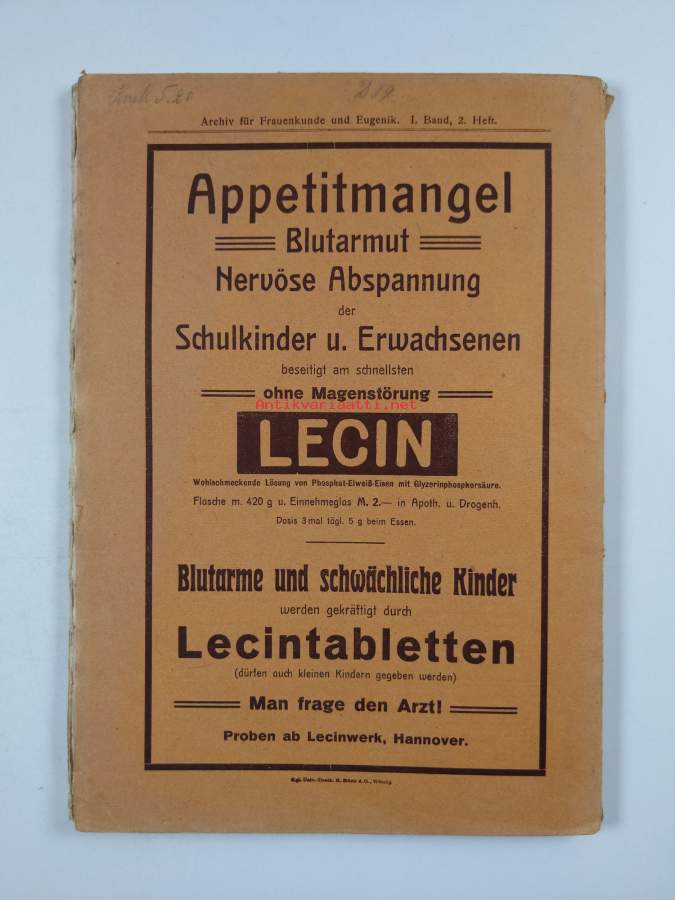 Archiv für Frauenkunde und Eugenik. I. Band, 2. Heft.
Appetitmangel
Blutarmut
Nervöse Abspannung
der
Schulkinder u. Erwachsenen
beseitigt am schnellsten
ohne Magenstörung
Antikvariaatti.net
LECIN
Wohlschmeckende Lösung von Phosphat-Eiweiß-Eisen mit Glyzerinphosphorsäure.
Flasche m. 420 g u. Einnehmeglas M. 2.— in Apoth. u. Drogenh.
Dosis 3 mal tägl. 5 g beim Essen.
Blutarme und schwächliche Kinder
werden gekräftigt durch
Lecintabletten
(dürfen auch kleinen Kindern gegeben werden)
Man frage den Arzt!
Proben ab Lecinwerk, Hannover.